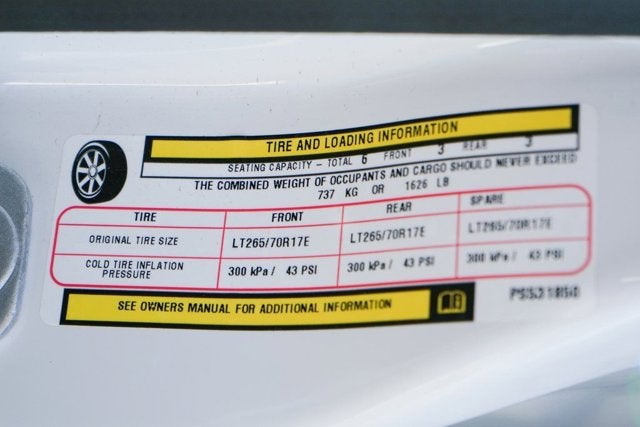 TIRE AND LOADING INFORMATION
SEATING CAPACITY - TOTAL 6 FRONT 3 REAR 3
THE COMBINED WEIGHT OF OCCUPANTS AND CARGO SHOULD NEVER EXCEED
737 KG OR 1626 LB
TIRE FRONT REAR SPARE
ORIGINAL TIRE SIZE LT265/70R17E LT265/70R17E LT265/70R17E
COLD TIRE INFLATION PRESSURE 300 kPa / 43 PSI 300 kPa / 43 PSI 300 kPa / 43 PSI
SEE OWNERS MANUAL FOR ADDITIONAL INFORMATION